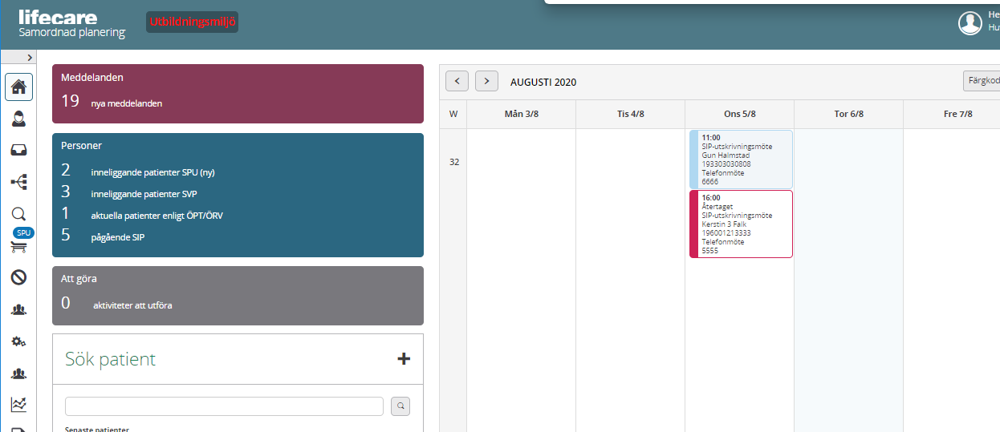 lifecare
Samordnad planering
Utbildningsmiljö
Meddelanden
19 nya meddelanden
Personer
2 inneliggande patienter SPU (ny)
3 inneliggande patienter SVP
1 aktuella patienter enligt ÖPT/ÖRV
5 pågående SIP
Att göra
0 aktiviteter att utföra
Sök patient
Senaste patienter
SPU
AUGUSTI 2020
Färgkod
W Mån 3/8 Tis 4/8 Ons 5/8 Tor 6/8 Fre 7/8
32
11:00
SIP-utskrivningsmöte
Gun Halmstad
193303030808
Telefonmöte
6666
16:00
Återtaget
SIP-utskrivningsmöte
Kerstin 3 Falk
196001213333
Telefonmöte
5555